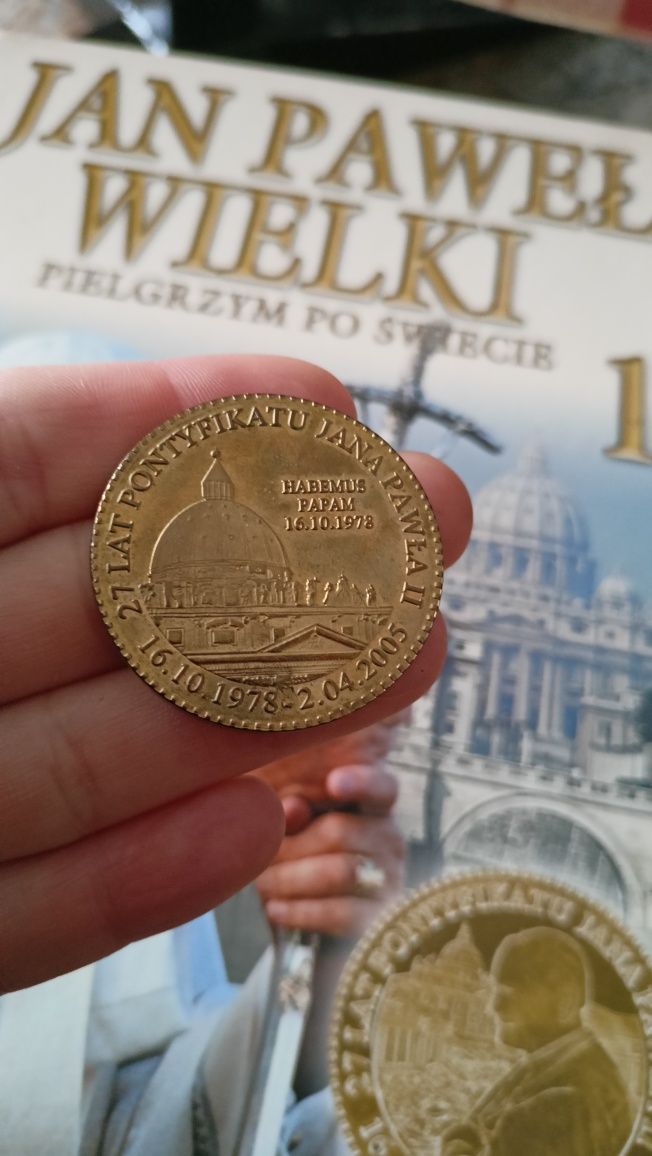 JAN PAWEŁ
WIELKI
PIELGRZYM PO ŚWIECIE
1
27 LAT PONTYFIKATU JANA PAWŁA II
HABEMUS
PAPAM
16.10.1978
16.10.1978-2.04.2005
27 LAT PONTYFIKATU JANA